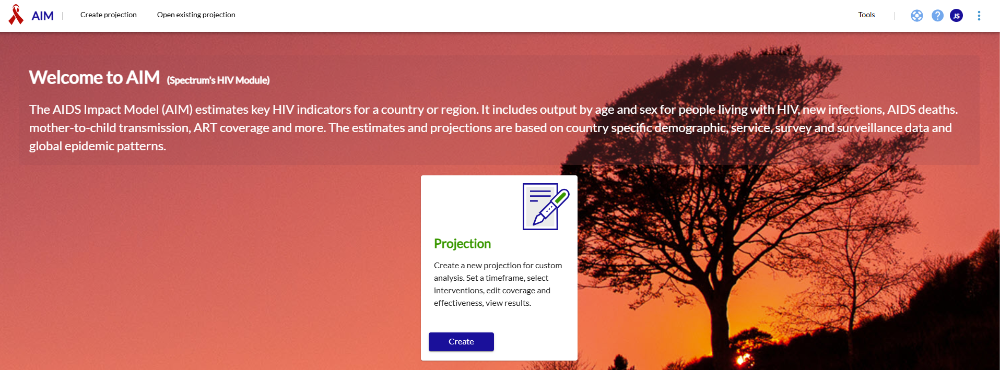 AIM
Create projection
Open existing projection
Tools
JS
Welcome to AIM (Spectrum's HIV Module)
The AIDS Impact Model (AIM) estimates key HIV indicators for a country or region. It includes output by age and sex for people living with HIV, new infections, AIDS deaths.
mother-to-child transmission, ART coverage and more. The estimates and projections are based on country specific demographic, service, survey and surveillance data and
global epidemic patterns.
Projection
Create a new projection for custom
analysis. Set a timeframe, select
interventions, edit coverage and
effectiveness, view results.
Create